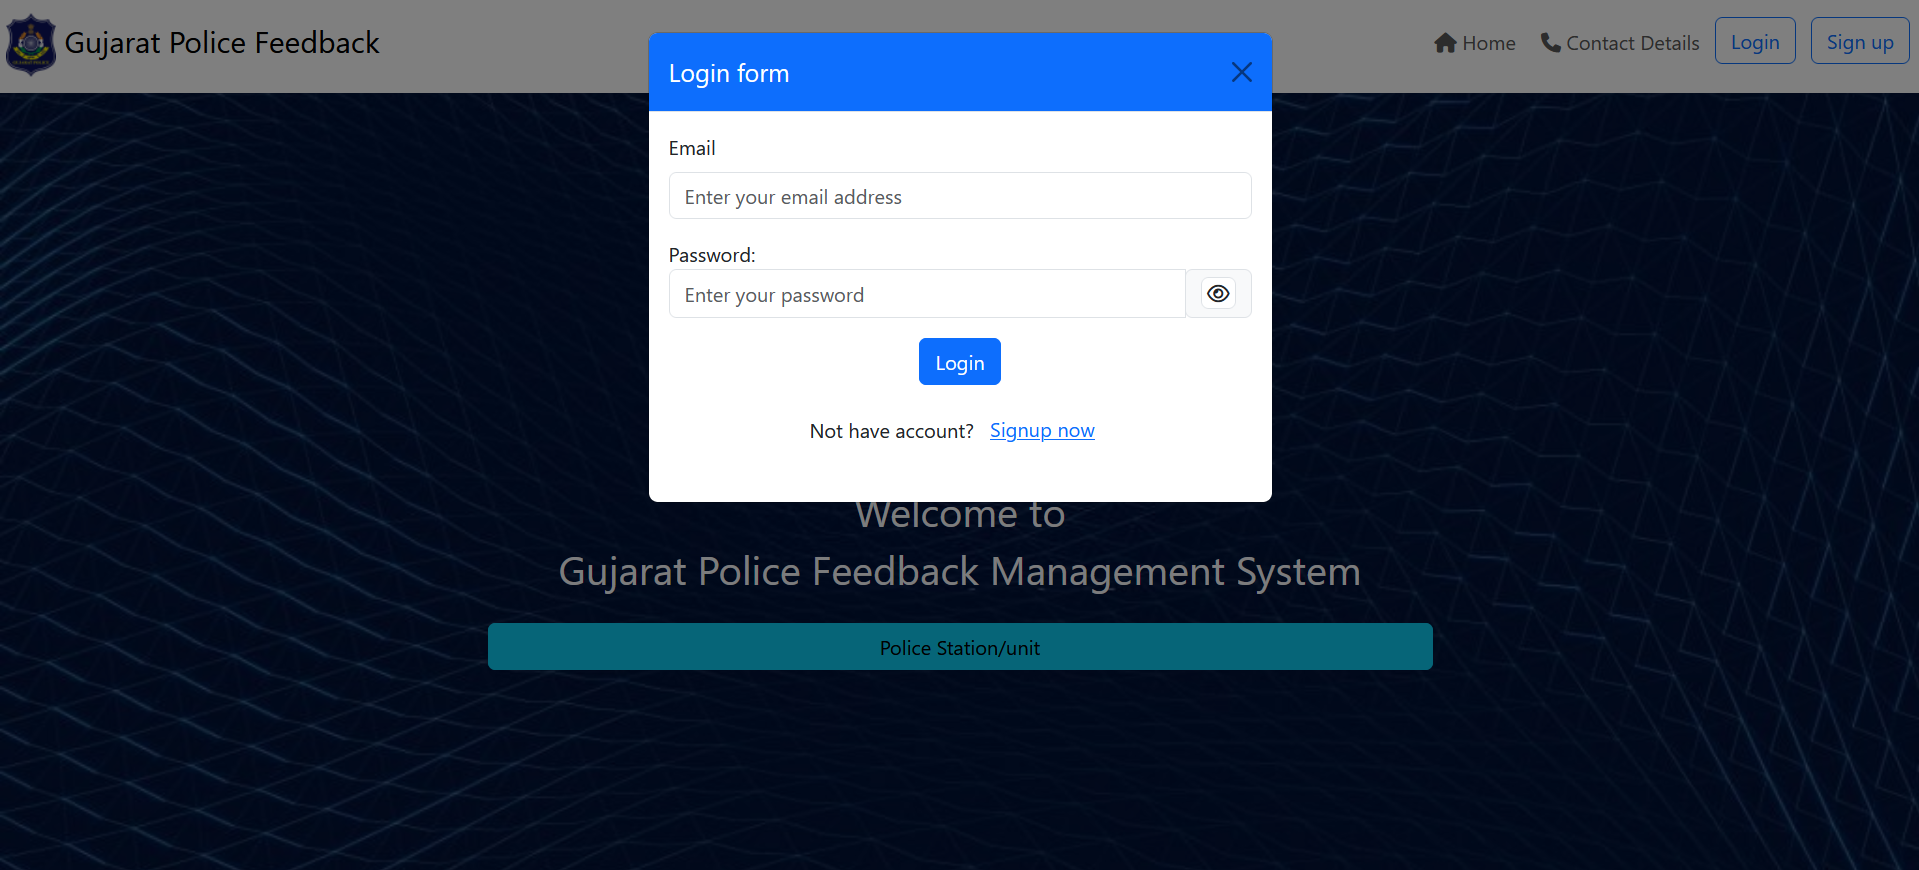 Gujarat Police Feedback
Home
Contact Details
Login
Sign up
Login form
Email
Enter your email address
Password:
Enter your password
Login
Not have account? Signup now
Welcome to
Gujarat Police Feedback Management System
Police Station/unit